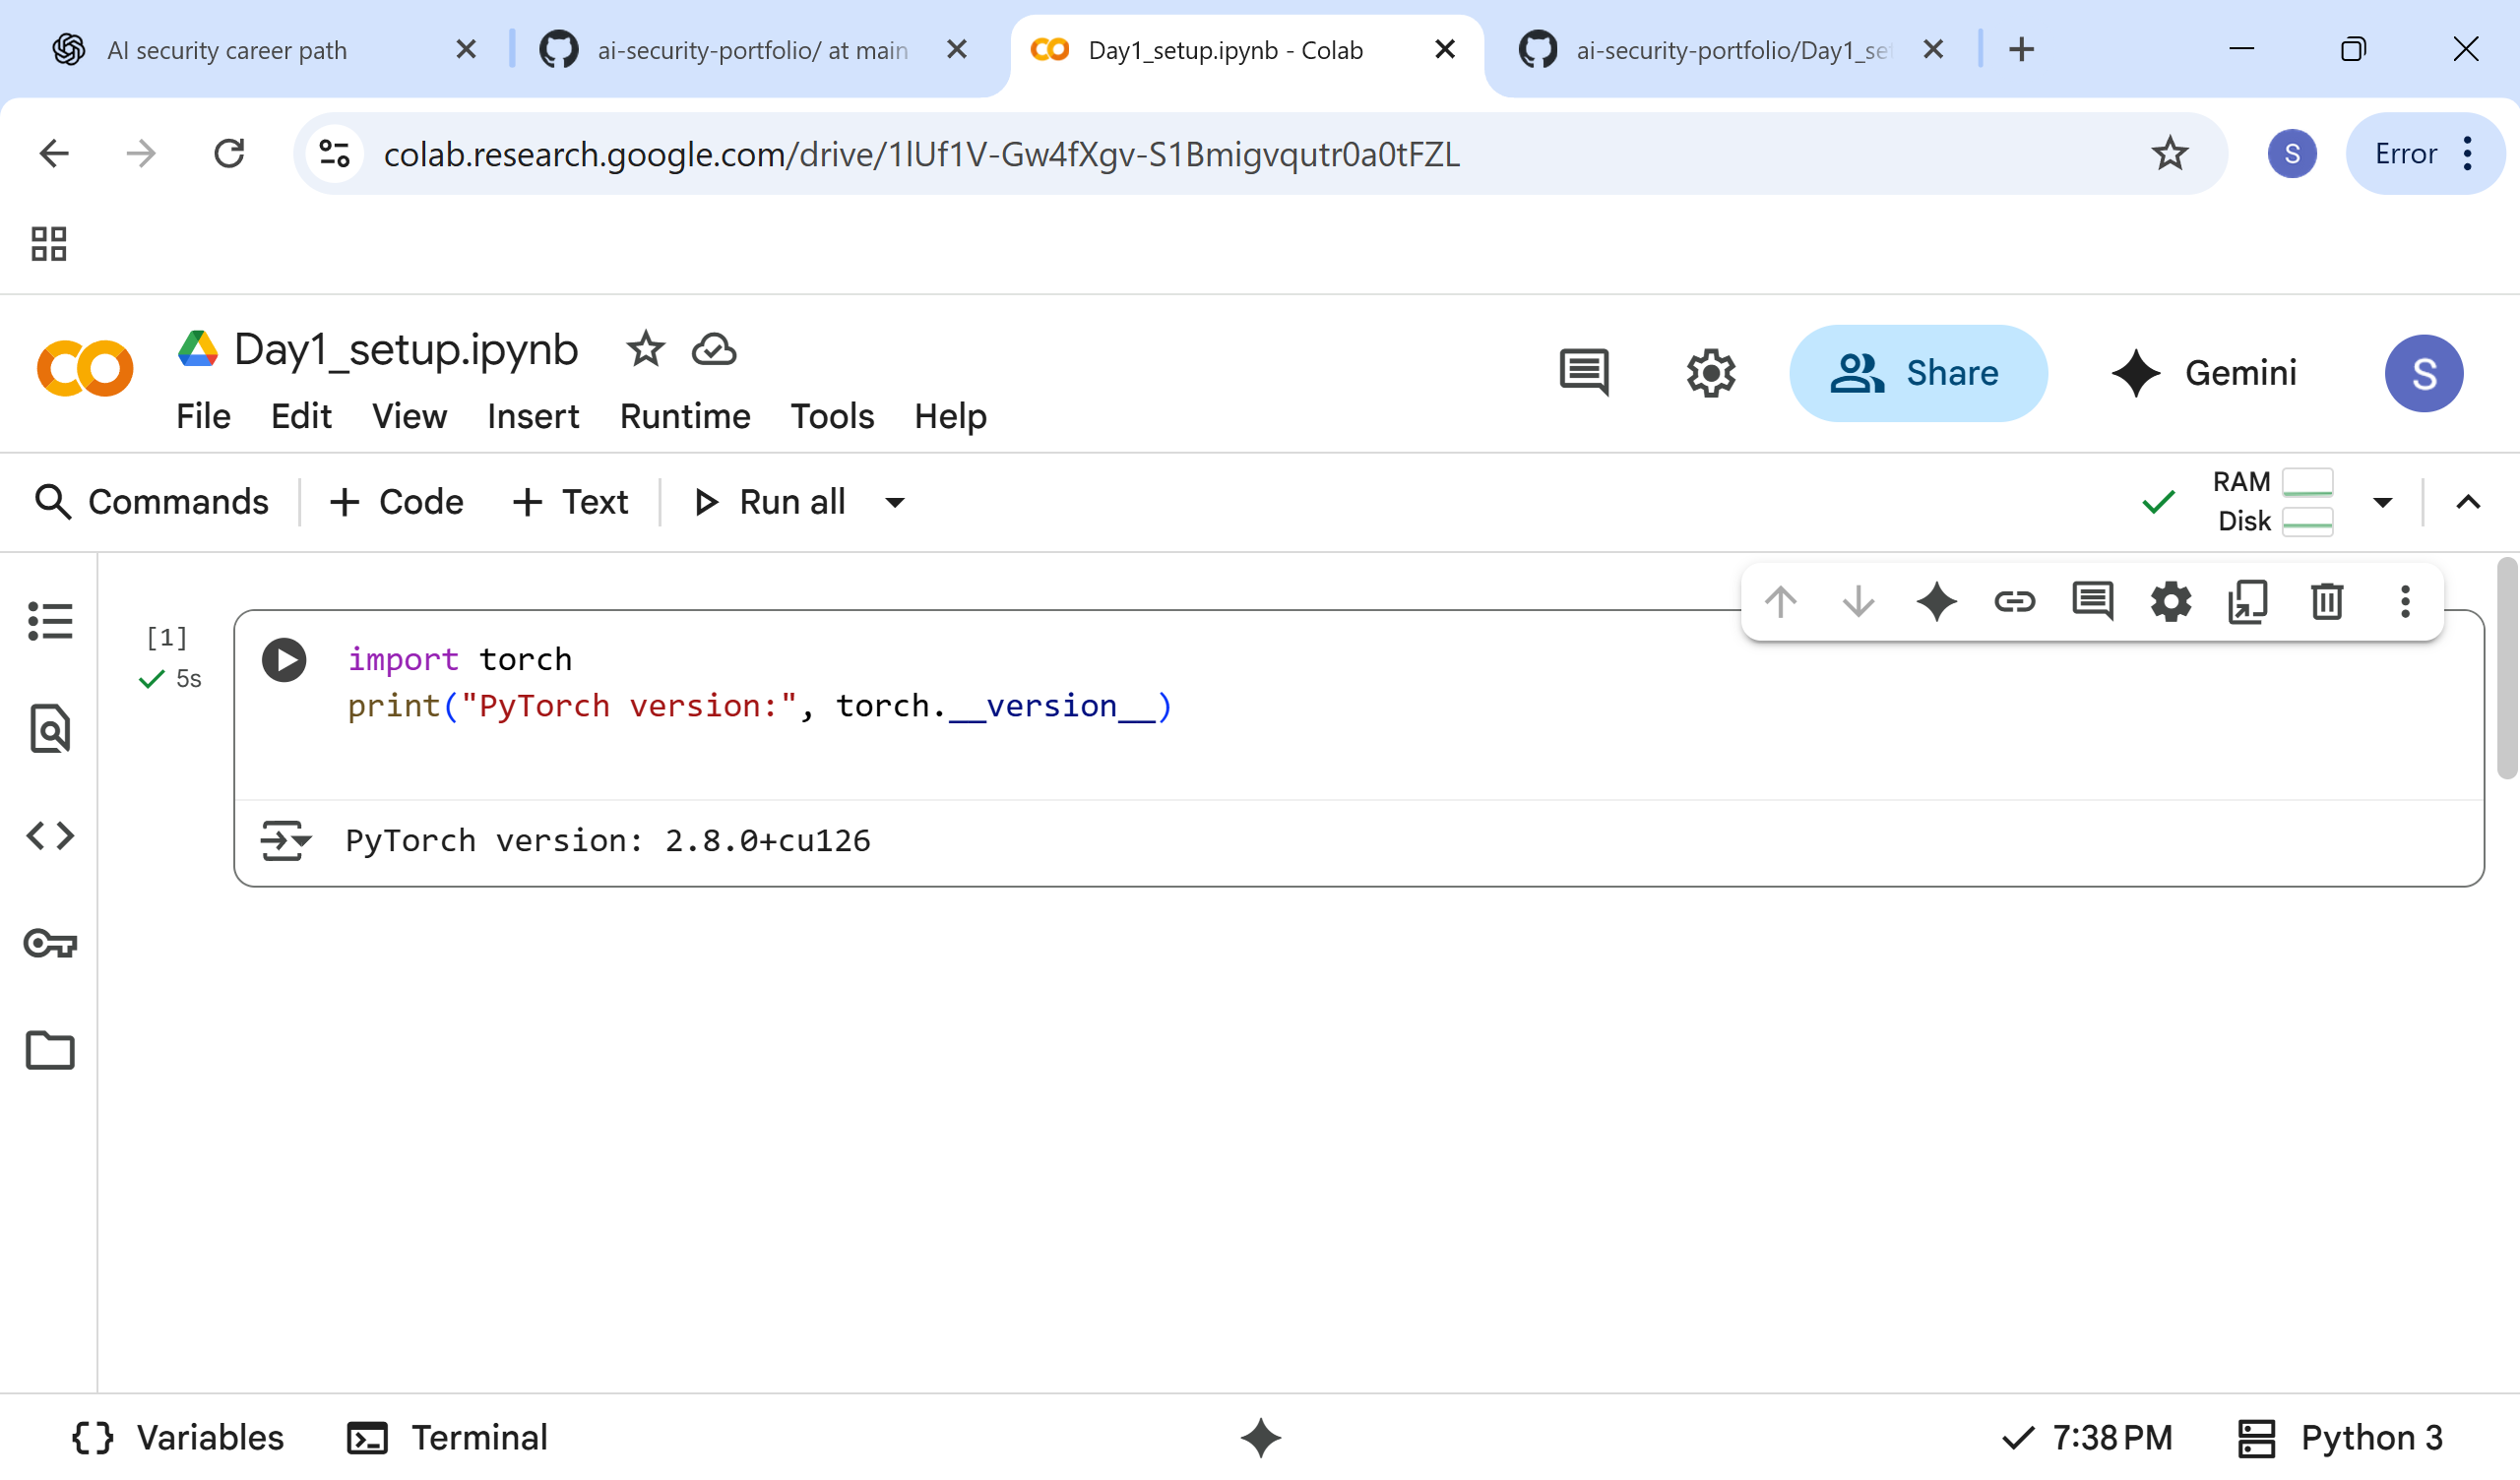 AI security career path
ai-security-portfolio/ at main
Day1_setup.ipynb - Colab
ai-security-portfolio/Day1_se
colab.research.google.com/drive/1lUf1V-Gw4fXgv-S1Bmigvqutr0a0tFZL
S
Error
Day1_setup.ipynb
File Edit View Insert Runtime Tools Help
Share
Gemini
S
Commands
+ Code
+ Text
Run all
RAM
Disk
[1]
5s
import torch
print("PyTorch version:", torch.__version__)
PyTorch version: 2.8.0+cu126
Variables
Terminal
7:38 PM
Python 3